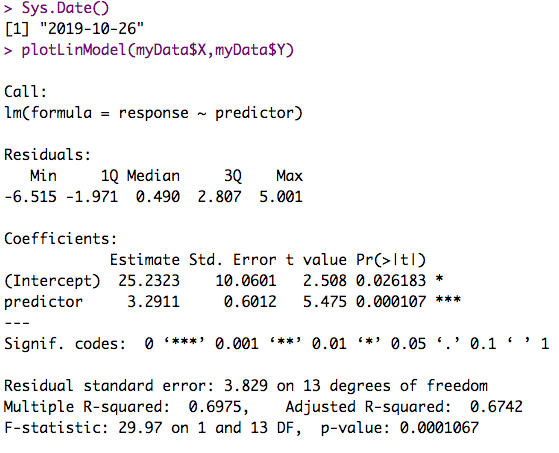 > Sys.Date()
[1] "2019-10-26"
> plotLinModel(myData$X,myData$Y)

Call:
lm(formula = response ~ predictor)

Residuals:
   Min     1Q Median     3Q    Max
-6.515 -1.971  0.490  2.807  5.001

Coefficients:
            Estimate Std. Error t value Pr(>|t|)
(Intercept)  25.2323    10.0601   2.508 0.026183 *
predictor     3.2911     0.6012   5.475 0.000107 ***
---
Signif. codes:  0 ‘***’ 0.001 ‘**’ 0.01 ‘*’ 0.05 ‘.’ 0.1 ‘ ’ 1

Residual standard error: 3.829 on 13 degrees of freedom
Multiple R-squared:  0.6975,    Adjusted R-squared:  0.6742
F-statistic: 29.97 on 1 and 13 DF,  p-value: 0.0001067